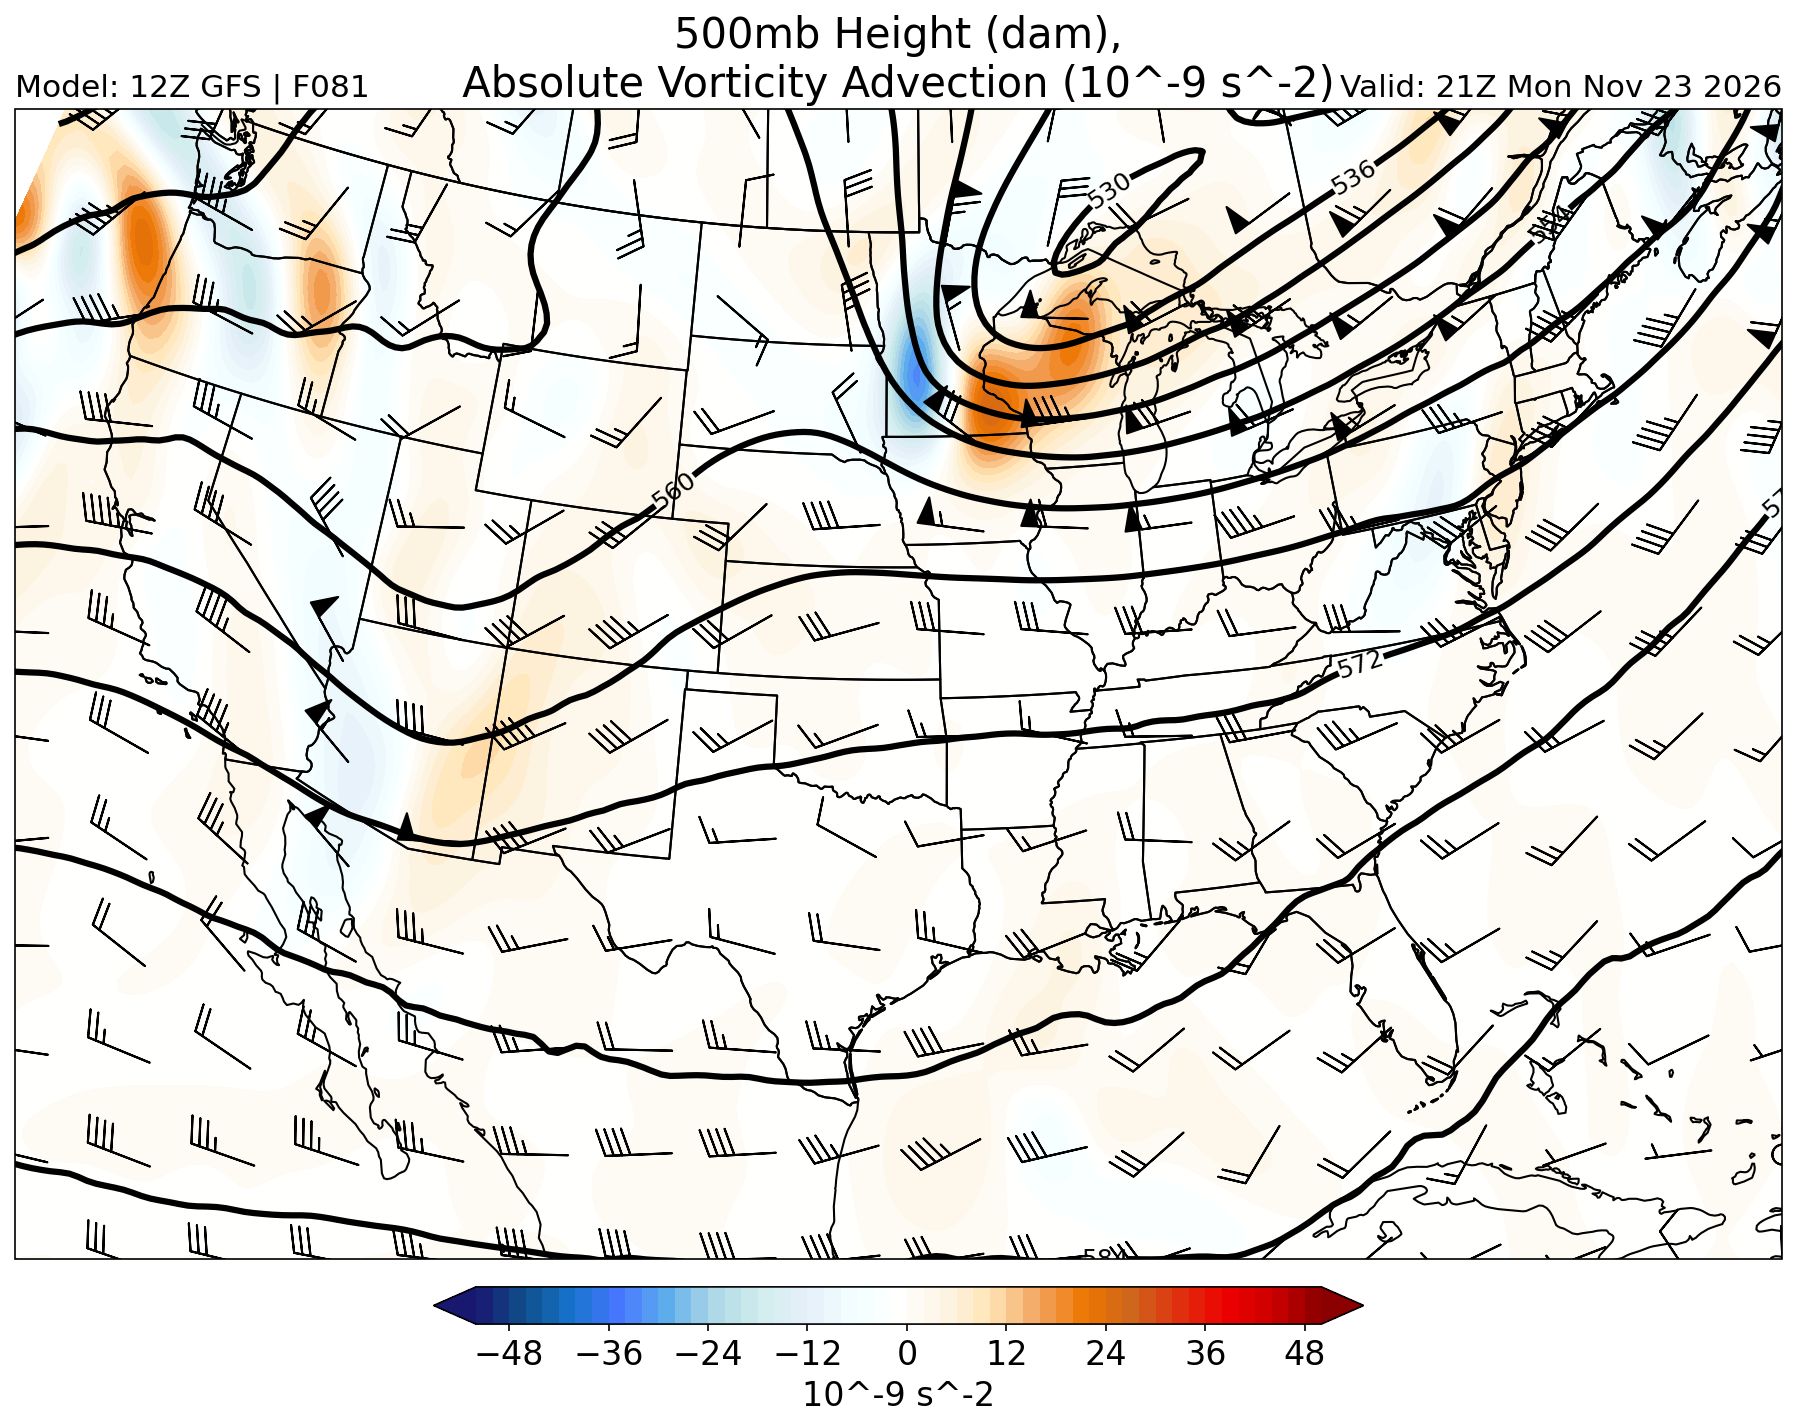 500mb Height (dam),
Absolute Vorticity Advection (10^-9 s^-2)
Model: 12Z GFS | F081
Valid: 21Z Mon Nov 23 2026
530
536
560
572
−48 −36 −24 −12 0 12 24 36 48
10^-9 s^-2